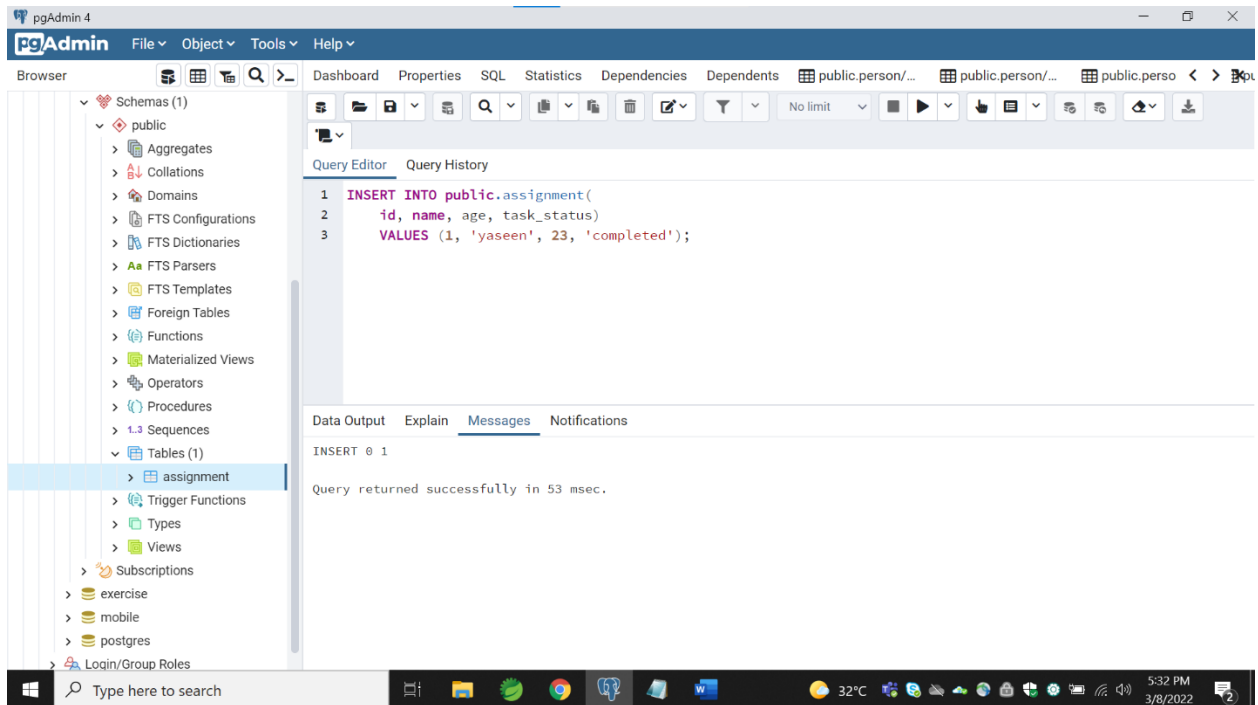 pgAdmin 4
pgAdmin File Object Tools Help
Browser
Dashboard Properties SQL Statistics Dependencies Dependents public.person/... public.person/... public.perso
No limit
Schemas (1)
public
Aggregates
Collations
Domains
FTS Configurations
FTS Dictionaries
Aa FTS Parsers
FTS Templates
Foreign Tables
Functions
Materialized Views
Operators
Procedures
1..3 Sequences
Tables (1)
assignment
Trigger Functions
Types
Views
Subscriptions
exercise
mobile
postgres
Login/Group Roles
Query Editor Query History
1 INSERT INTO public.assignment(
2 id, name, age, task_status)
3 VALUES (1, 'yaseen', 23, 'completed');
Data Output Explain Messages Notifications
INSERT 0 1
Query returned successfully in 53 msec.
Type here to search
32°C
5:32 PM
3/8/2022
2